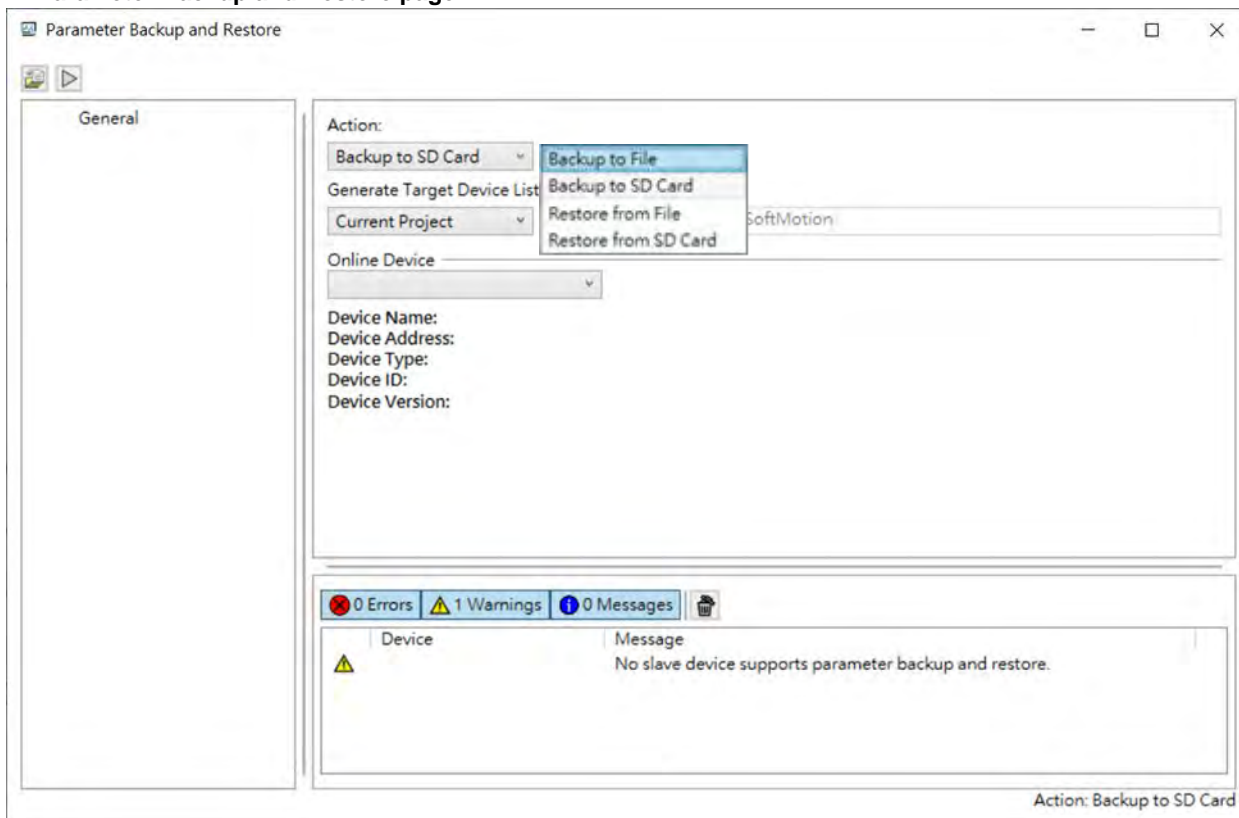 Parameter Backup and Restore
General
Action:
Backup to SD Card
Backup to File
Backup to SD Card
Restore from File
Restore from SD Card
Generate Target Device List
Current Project
SoftMotion
Online Device
Device Name:
Device Address:
Device Type:
Device ID:
Device Version:
0 Errors 1 Warnings 0 Messages
Device Message
No slave device supports parameter backup and restore.
Action: Backup to SD Card